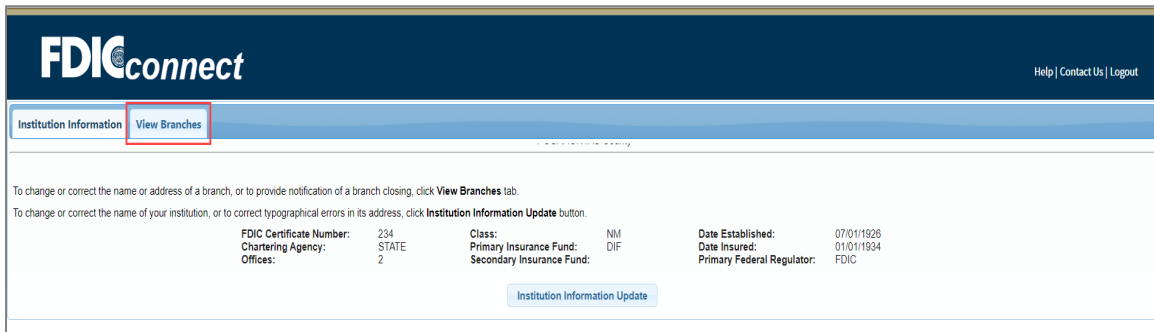 FDIC connect
Help | Contact Us | Logout
Institution Information View Branches
To change or correct the name or address of a branch, or to provide notification of a branch closing, click View Branches tab.
To change or correct the name of your institution, or to correct typographical errors in its address, click Institution Information Update button.
FDIC Certificate Number: 234 Class: NM Date Established: 07/01/1926
Chartering Agency: STATE Primary Insurance Fund: DIF Date Insured: 01/01/1934
Offices: 2 Secondary Insurance Fund: Primary Federal Regulator: FDIC
Institution Information Update